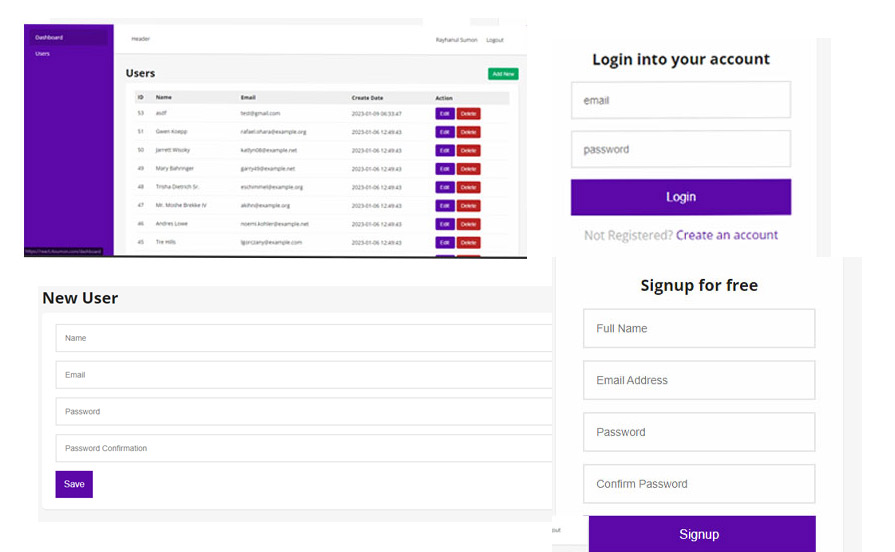 Dashboard
Users
Header
Rayhanul Sumon Logout
Users
Add New
ID Name Email Create Date Action
53 asdf test@gmail.com 2023-01-09 06:33:47 Edit Delete
51 Gwen Koepp rafael.ohara@example.org 2023-01-06 12:49:43 Edit Delete
50 Jarrett Wisoky kaitlyn08@example.net 2023-01-06 12:49:43 Edit Delete
49 Mary Bahringer garry49@example.net 2023-01-06 12:49:43 Edit Delete
48 Trisha Dietrich Sr. eschimmel@example.org 2023-01-06 12:49:43 Edit Delete
47 Mr. Moshe Brekke IV akihn@example.org 2023-01-06 12:49:43 Edit Delete
46 Andres Lowe noemi.kohler@example.net 2023-01-06 12:49:43 Edit Delete
45 Tre Hills tgorczany@example.com 2023-01-06 12:49:43 Edit Delete
Login into your account
email
password
Login
Not Registered? Create an account
New User
Name
Email
Password
Password Confirmation
Save
Signup for free
Full Name
Email Address
Password
Confirm Password
Signup